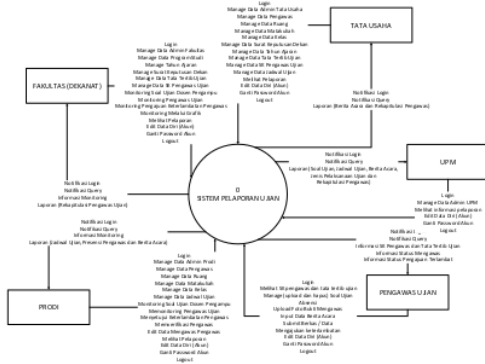 Login
Manage Data Admin Tata Usaha
Manage Data Pengawas
Manage Data Ruang
Manage Data Matakuliah
Manage Data Kelas
Manage Data Surat Keputusan Dekan
Manage Data Tahun Ajaran
Manage Data Tata Tertib Ujian
Manage Data SK Pengawas Ujian
Manage Data Jadwal Ujian
Melihat Pelaporan
Edit Data Diri (Akun)
Ganti Password Akun
Logout
TATA USAHA
Login
Manage Data Admin Fakultas
Manage Data Program Studi
Manage Tahun Ajaran
Manage Surat Keputusan Dekan
Manage Data Tata Tertib Ujian
Manage Data SK Pengawas Ujian
Monitoring Soal Ujian Dosen Pengampu
Monitoring Pengawas Ujian
Monitoring Pengajuan Keterlambatan Pengawas
Monitoring Melalui Grafik
Melihat Pelaporan
Edit Data Diri (Akun)
Ganti Password Akun
Logout
FAKULTAS (DEKANAT)
Notifikasi Login
Notifikasi Query
Laporan (Berita Acara dan Rekapitulasi Pengawas)
Notifikasi Login
Notifikasi Query
Laporan (Soal Ujian, Jadwal Ujian, Berita Acara,
Jenis Pelaksanaan Ujian dan
Rekapitulasi Pengawas)
UPM
0
SISTEM PELAPORAN UJIAN
Notifikasi Login
Notifikasi Query
Informasi Monitoring
Laporan (Rekapitulasi Pengawas Ujian)
Login
Manage Data Admin UPM
Melihat informasi pelaporan
Edit Data Diri (Akun)
Ganti Password Akun
Logout
Notifikasi Login
Notifikasi Query
Informasi Monitoring
Laporan (Jadwal Ujian, Presensi Pengawas dan Berita Acara)
Notifikasi
Notifikasi Query
Informasi SK Pengawas dan Tata Tertib Ujian
Informasi Status Mengawas
Informasi Status Pengawas Terlambat
Login
Manage Data Admin Prodi
Manage Data Pengawas
Manage Data Ruang
Manage Data Matakuliah
Manage Data Kelas
Manage Data Jadwal Ujian
Monitoring Soal Ujian Dosen Pengampu
Memonitoring Pengawas Ujian
Menyetujui Keterlambatan Pengawas
Memverifikasi Pengawas
Edit Data Mengawas Pengawas
Melihat Pelaporan
Edit Data Diri (Akun)
Ganti Password Akun
Logout
PRODI
Login
Melihat SK pengawas dan tata tertib ujian
Manage (upload dan hapus) Soal Ujian
Absensi
Upload Foto Bukti Mengawas
Input Data Berita Acara
Submit Berkas / Data
Mengajukan keterlambatan
Edit Data Diri (Akun)
Ganti Password Akun
Logout
PENGAWAS UJIAN